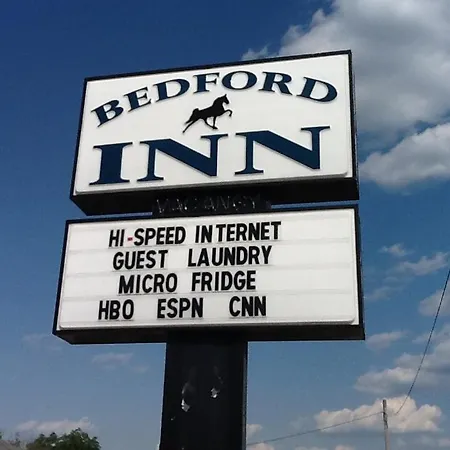 BEDFORD
INN
VACANCY
HI-SPEED INTERNET
GUEST LAUNDRY
MICRO FRIDGE
HBO ESPN CNN